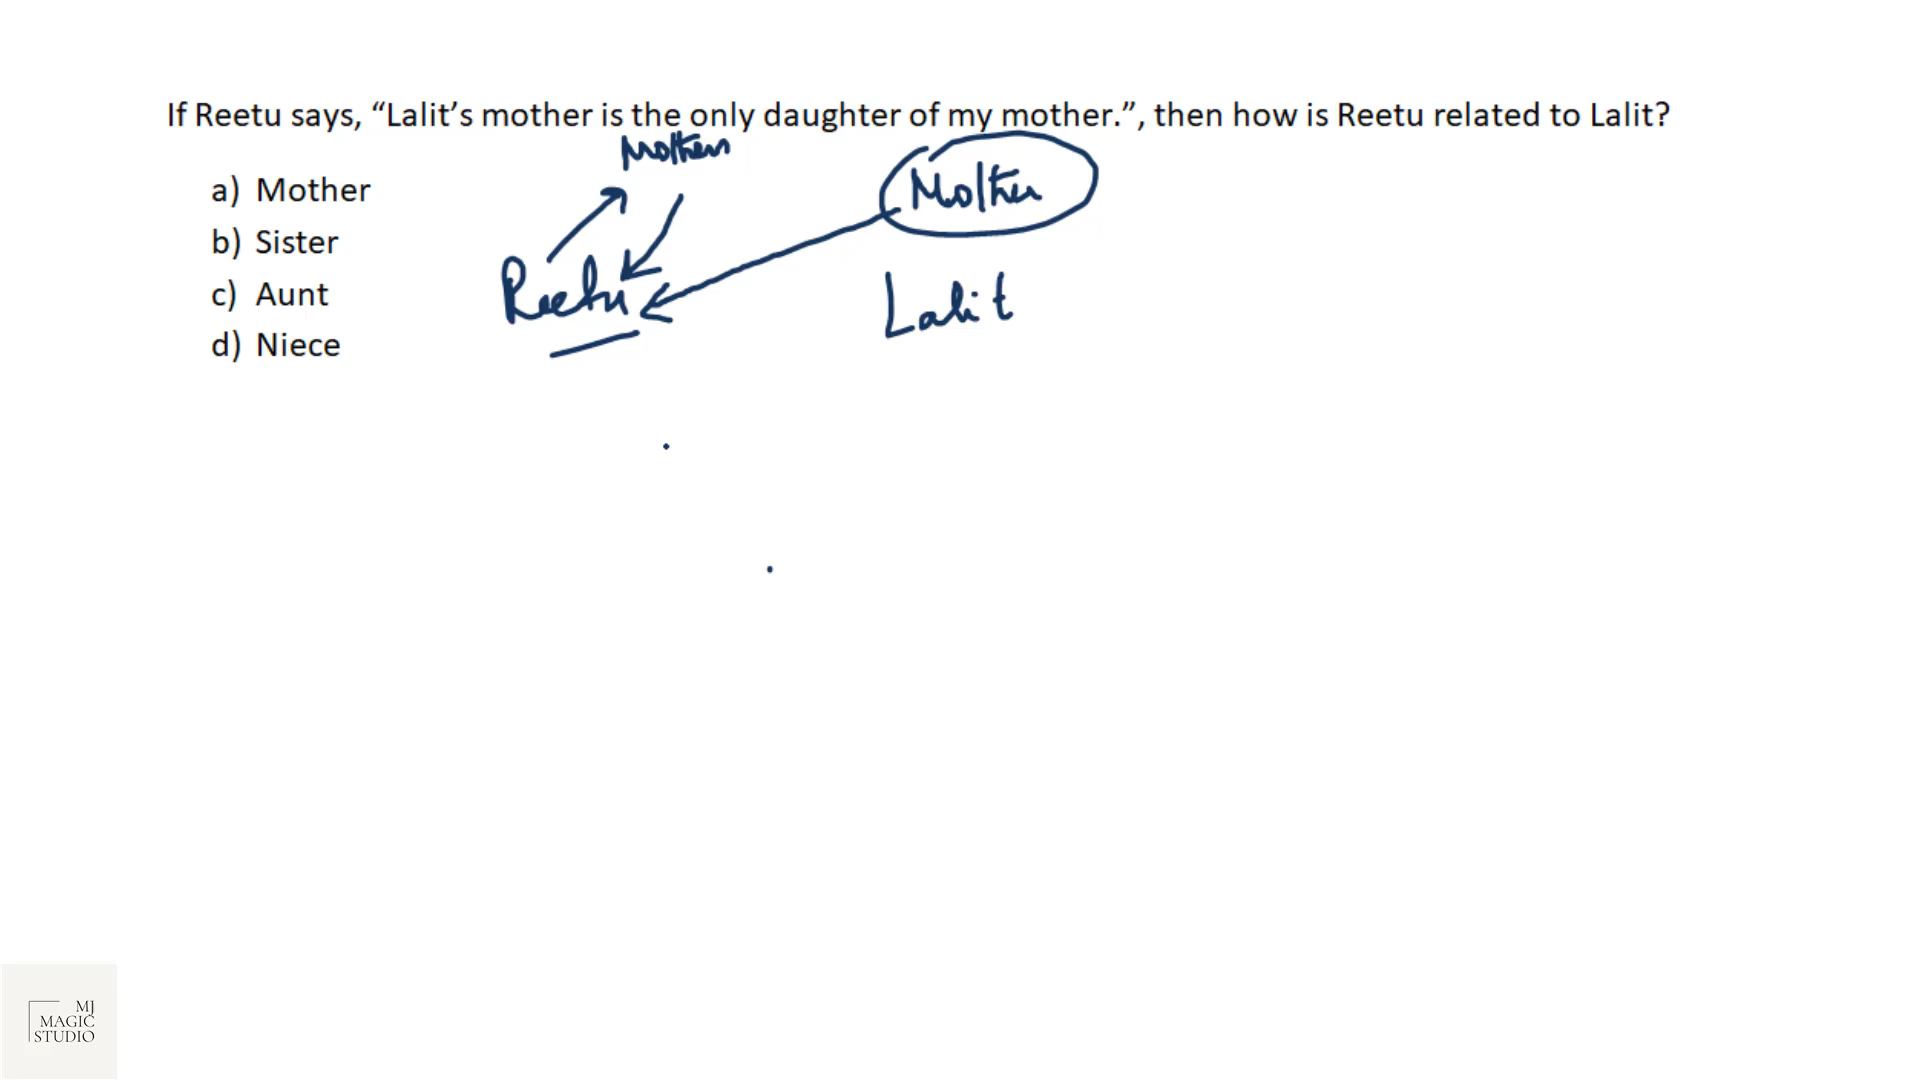 If Reetu says, “Lalit’s mother is the only daughter of my mother.”, then how is Reetu related to Lalit?
Mother
Mother
a) Mother
b) Sister
c) Aunt
d) Niece
Reetu
Lalit
MJ
MAGIC
STUDIO